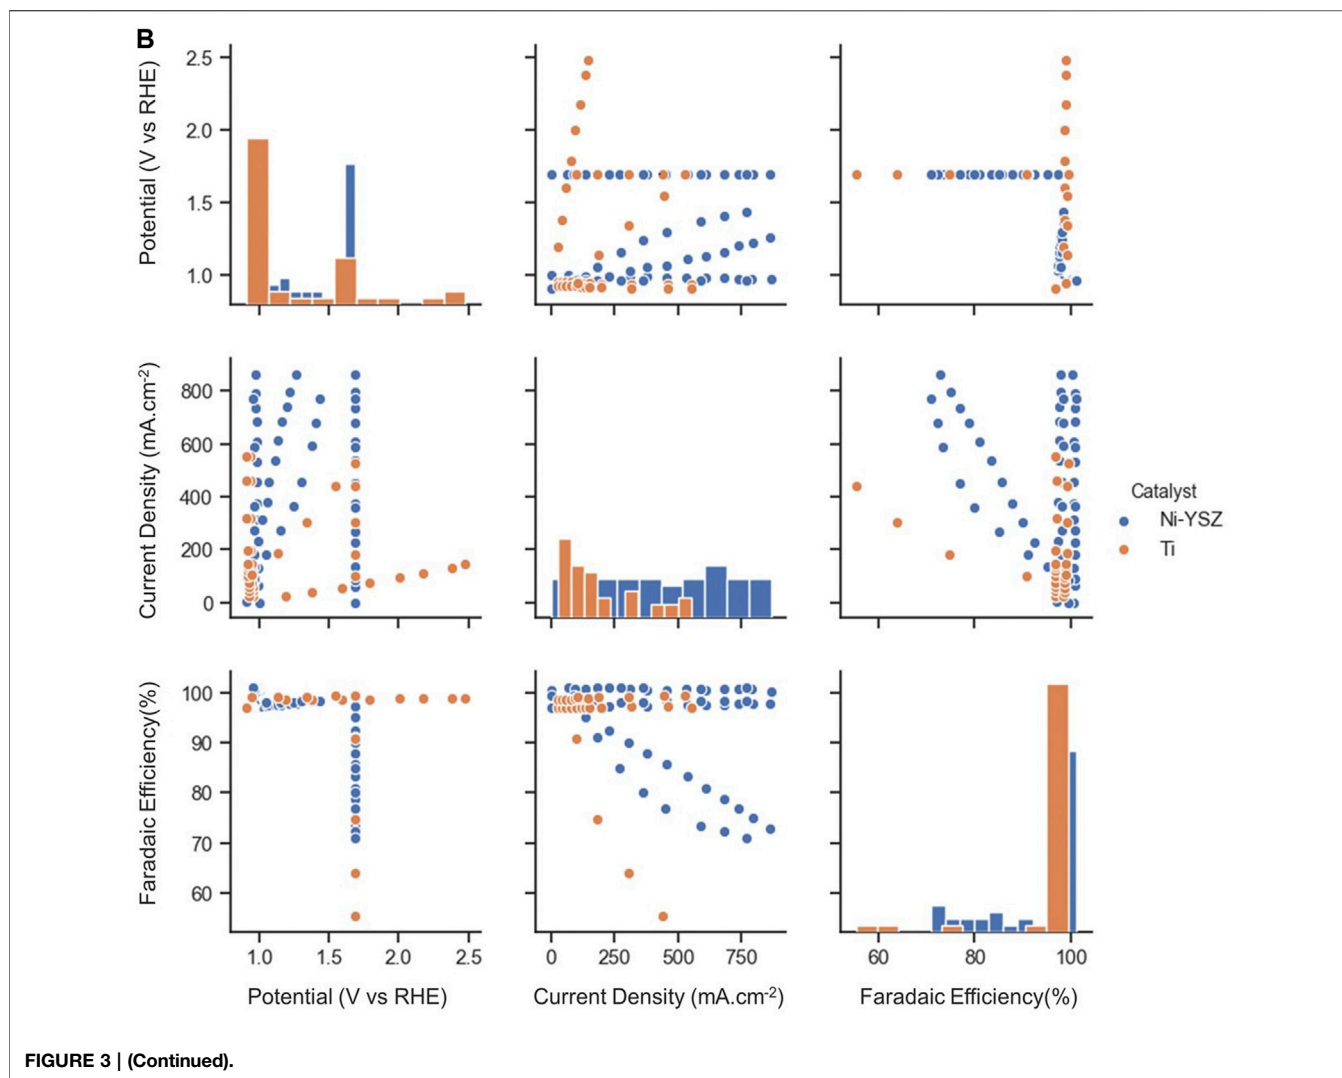 B
Potential (V vs RHE)
2.5
2.0
1.5
1.0
Current Density (mA.cm-2)
800
600
400
200
0
Catalyst
Ni-YSZ
Ti
Faradaic Efficiency(%)
100
90
80
70
60
1.0 1.5 2.0 2.5 0 250 500 750 60 80 100
Potential (V vs RHE) Current Density (mA.cm-2) Faradaic Efficiency(%)
FIGURE 3 | (Continued).